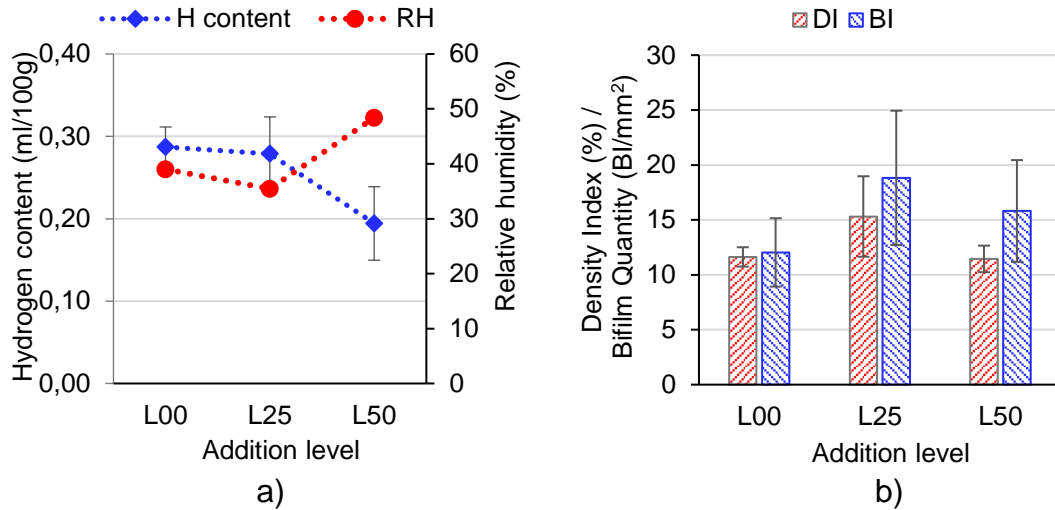 H content RH
Hydrogen content (ml/100g)
0,40
0,30
0,20
0,10
0,00
60
50
40
30
20
10
0
Relative humidity (%)
L00 L25 L50
Addition level
a)
DI BI
Density Index (%) /
Bifilm Quantity (BI/mm²)
30
25
20
15
10
5
0
L00 L25 L50
Addition level
b)